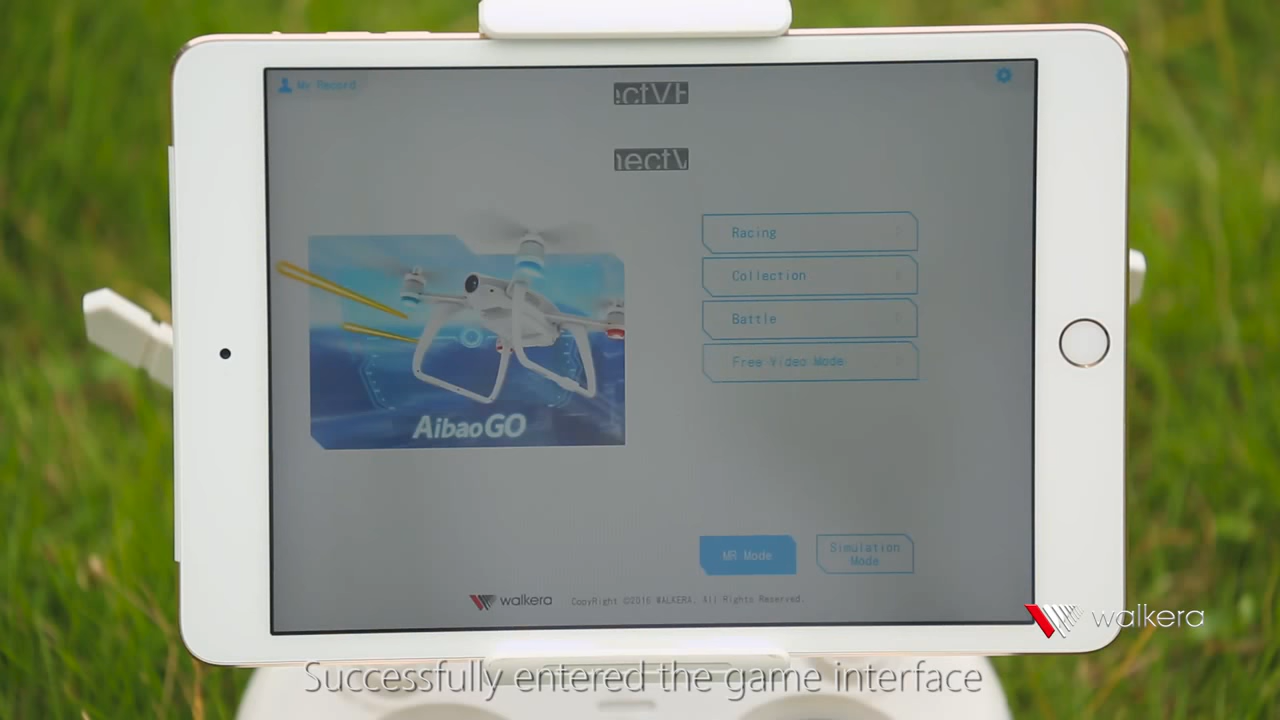 My Record
ectVH
nectV
Racing
Collection
Battle
Free Video Mode
AibaoGO
MR Mode
Simulation
Mode
walkera
CopyRight ©2016 WALKERA. All Rights Reserved.
walkera
Successfully entered the game interface